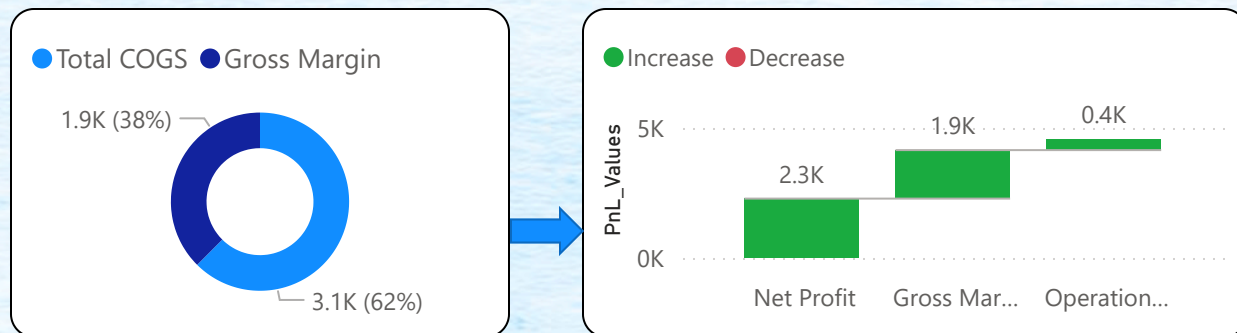 Total COGS Gross Margin
1.9K (38%)
3.1K (62%)
Increase Decrease
PnL_Values
5K
0K
2.3K
1.9K
0.4K
Net Profit Gross Mar... Operation...